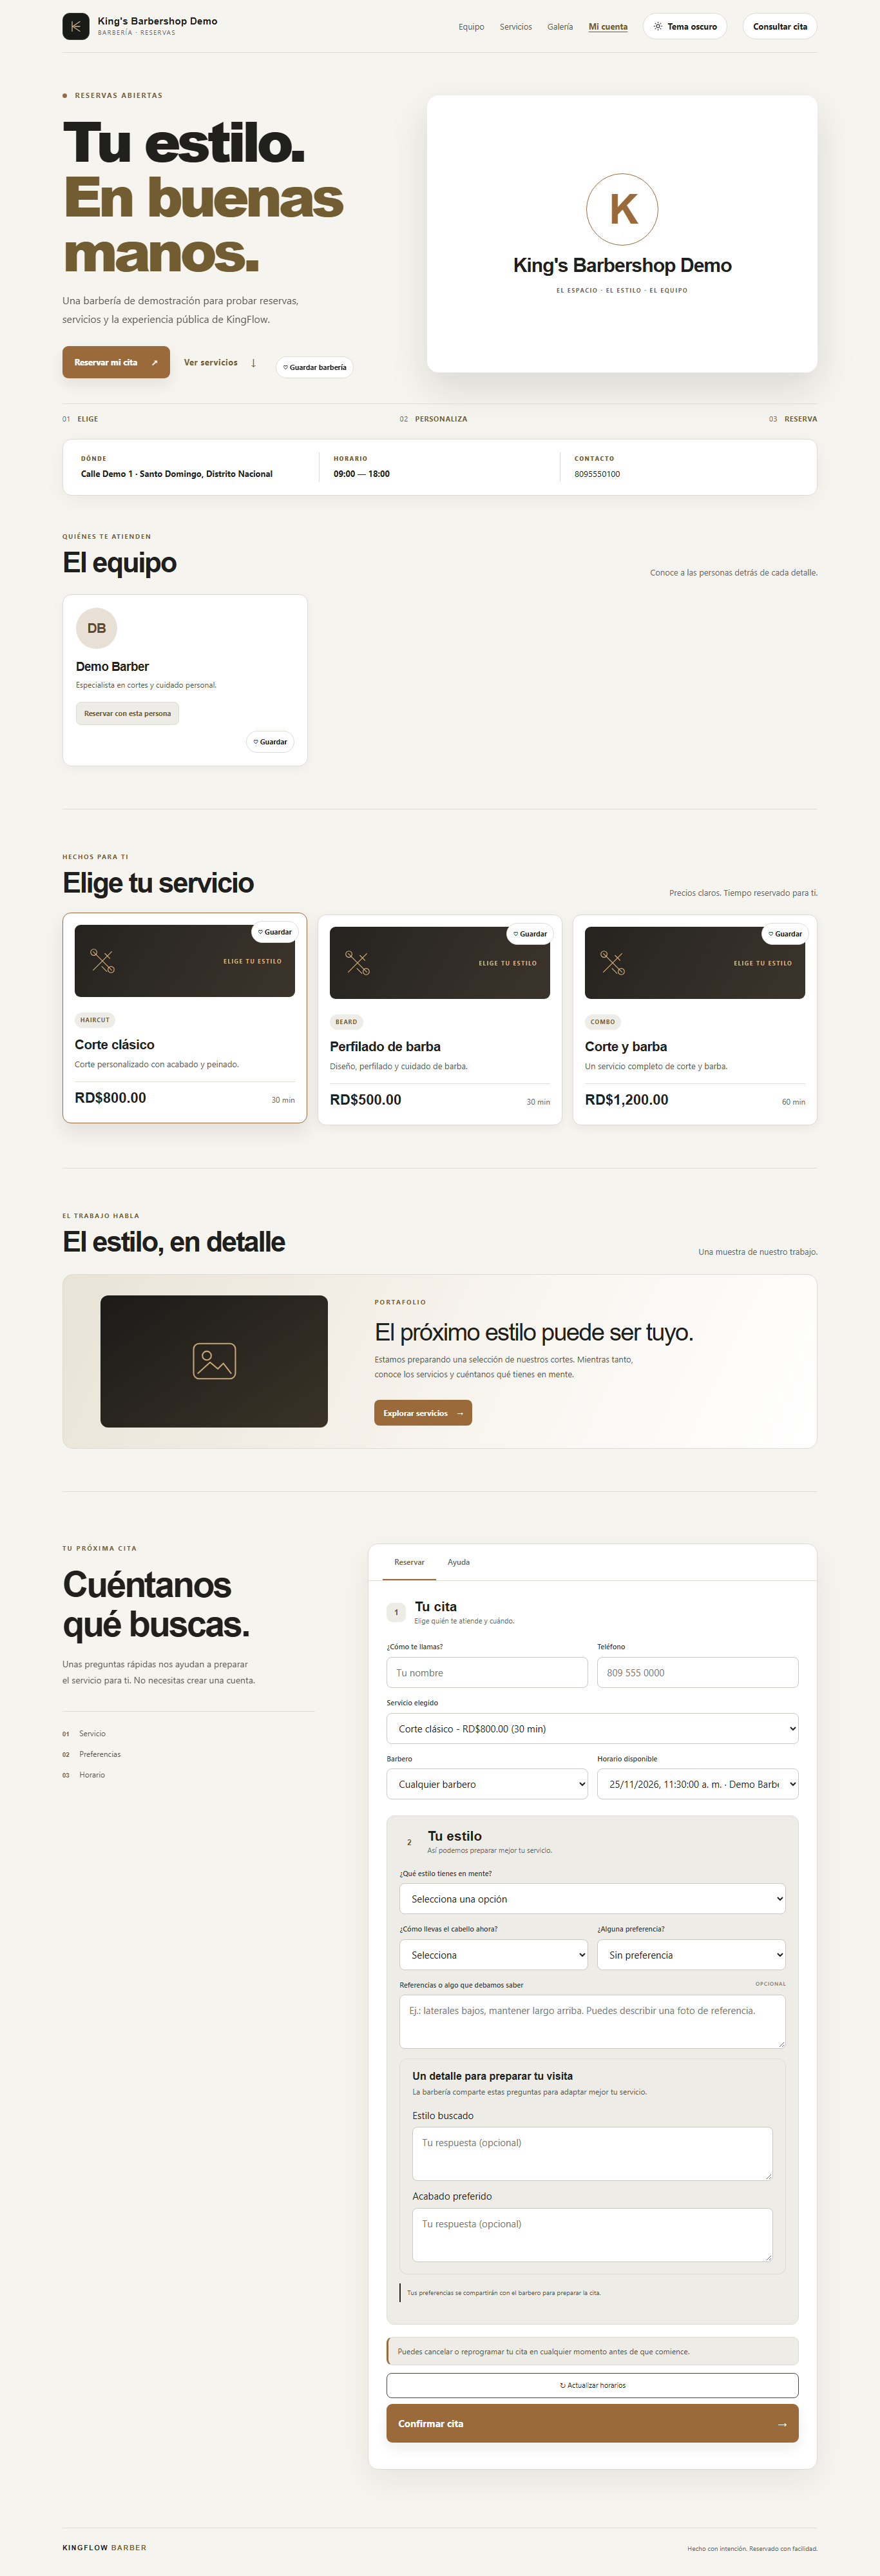 King's Barbershop Demo
BARBERÍA · RESERVAS
Equipo
Servicios
Galería
Mi cuenta
Tema oscuro
Consultar cita
RESERVAS ABIERTAS
Tu estilo.
En buenas
manos.
Una barbería de demostración para probar reservas,
servicios y la experiencia pública de KingFlow.
Reservar mi cita ↗
Ver servicios ↓
♡ Guardar barbería
K
King's Barbershop Demo
EL ESPACIO · EL ESTILO · EL EQUIPO
01 ELIGE
02 PERSONALIZA
03 RESERVA
DÓNDE
Calle Demo 1 · Santo Domingo, Distrito Nacional
HORARIO
09:00 — 18:00
CONTACTO
8095550100
QUIÉNES TE ATIENDEN
El equipo
Conoce a las personas detrás de cada detalle.
DB
Demo Barber
Especialista en cortes y cuidado personal.
Reservar con esta persona
♡ Guardar
HECHOS PARA TI
Elige tu servicio
Precios claros. Tiempo reservado para ti.
♡ Guardar
ELIGE TU ESTILO
HAIRCUT
Corte clásico
Corte personalizado con acabado y peinado.
RD$800.00
30 min
♡ Guardar
ELIGE TU ESTILO
BEARD
Perfilado de barba
Diseño, perfilado y cuidado de barba.
RD$500.00
30 min
♡ Guardar
ELIGE TU ESTILO
COMBO
Corte y barba
Un servicio completo de corte y barba.
RD$1,200.00
60 min
EL TRABAJO HABLA
El estilo, en detalle
Una muestra de nuestro trabajo.
PORTAFOLIO
El próximo estilo puede ser tuyo.
Estamos preparando una selección de nuestros cortes. Mientras tanto,
conoce los servicios y cuéntanos qué tienes en mente.
Explorar servicios →
TU PRÓXIMA CITA
Cuéntanos
qué buscas.
Unas preguntas rápidas nos ayudan a preparar
el servicio para ti. No necesitas crear una cuenta.
01 Servicio
02 Preferencias
03 Horario
Reservar
Ayuda
1
Tu cita
Elige quién te atiende y cuándo.
¿Cómo te llamas?
Tu nombre
Teléfono
809 555 0000
Servicio elegido
Corte clásico - RD$800.00 (30 min)
Barbero
Cualquier barbero
Horario disponible
25/11/2026, 11:30:00 a. m. · Demo Barb
2
Tu estilo
Así podemos preparar mejor tu servicio.
¿Qué estilo tienes en mente?
Selecciona una opción
¿Cómo llevas el cabello ahora?
Selecciona
¿Alguna preferencia?
Sin preferencia
Referencias o algo que debamos saber
OPCIONAL
Ej.: laterales bajos, mantener largo arriba. Puedes describir una foto de referencia.
Un detalle para preparar tu visita
La barbería comparte estas preguntas para adaptar mejor tu servicio.
Estilo buscado
Tu respuesta (opcional)
Acabado preferido
Tu respuesta (opcional)
Tus preferencias se compartirán con el barbero para preparar la cita.
Puedes cancelar o reprogramar tu cita en cualquier momento antes de que comience.
↻ Actualizar horarios
Confirmar cita →
KINGFLOW BARBER
Hecho con intención. Reservado con facilidad.